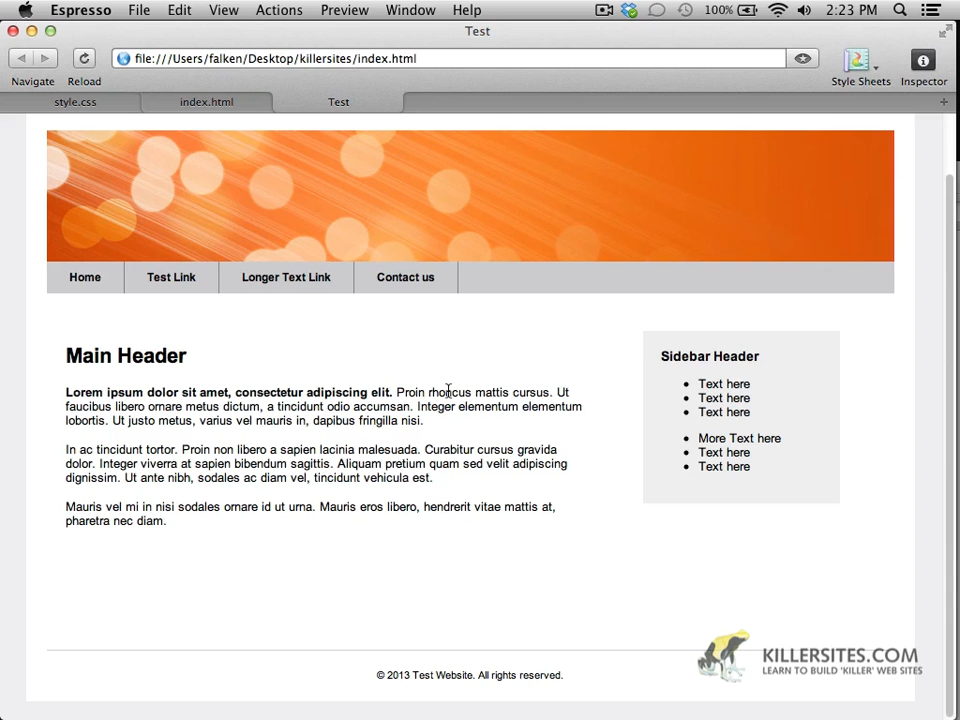 Espresso File Edit View Actions Preview Window Help 100% 2:23 PM
Test
file:///Users/falken/Desktop/killersites/index.html
Navigate Reload Style Sheets Inspector
style.css index.html Test
Home Test Link Longer Text Link Contact us
Main Header
Lorem ipsum dolor sit amet, consectetur adipiscing elit. Proin rhoncus mattis cursus. Ut
faucibus libero ornare metus dictum, a tincidunt odio accumsan. Integer elementum elementum
lobortis. Ut justo metus, varius vel mauris in, dapibus fringilla nisi.
In ac tincidunt tortor. Proin non libero a sapien lacinia malesuada. Curabitur cursus gravida
dolor. Integer viverra at sapien bibendum sagittis. Aliquam pretium quam sed velit adipiscing
dignissim. Ut ante nibh, sodales ac diam vel, tincidunt vehicula est.
Mauris vel mi in nisi sodales ornare id ut urna. Mauris eros libero, hendrerit vitae mattis at,
pharetra nec diam.
Sidebar Header
Text here
Text here
Text here
More Text here
Text here
Text here
© 2013 Test Website. All rights reserved.
KILLERSITES.COM
LEARN TO BUILD 'KILLER' WEB SITES